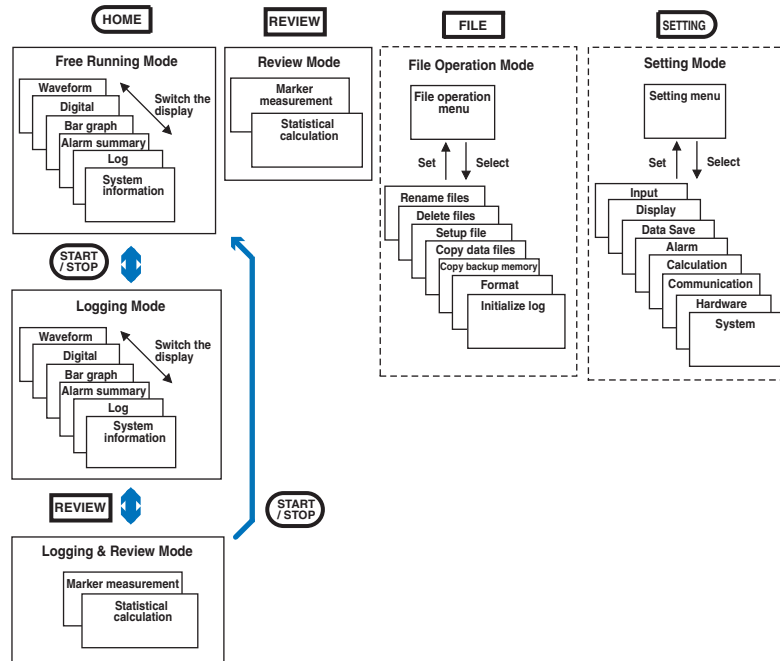 HOME
REVIEW
FILE
SETTING
Free Running Mode
Waveform
Digital
Bar graph
Alarm summary
Log
System
information
Switch the
display
Review Mode
Marker
measurement
Statistical
calculation
File Operation Mode
File operation
menu
Set
Select
Rename files
Delete files
Setup file
Copy data files
Copy backup memory
Format
Initialize log
Setting Mode
Setting menu
Set
Select
Input
Display
Data Save
Alarm
Calculation
Communication
Hardware
System
START
/ STOP
Logging Mode
Waveform
Digital
Bar graph
Alarm summary
Log
System
information
Switch the
display
REVIEW
START
/ STOP
Logging & Review Mode
Marker measurement
Statistical
calculation